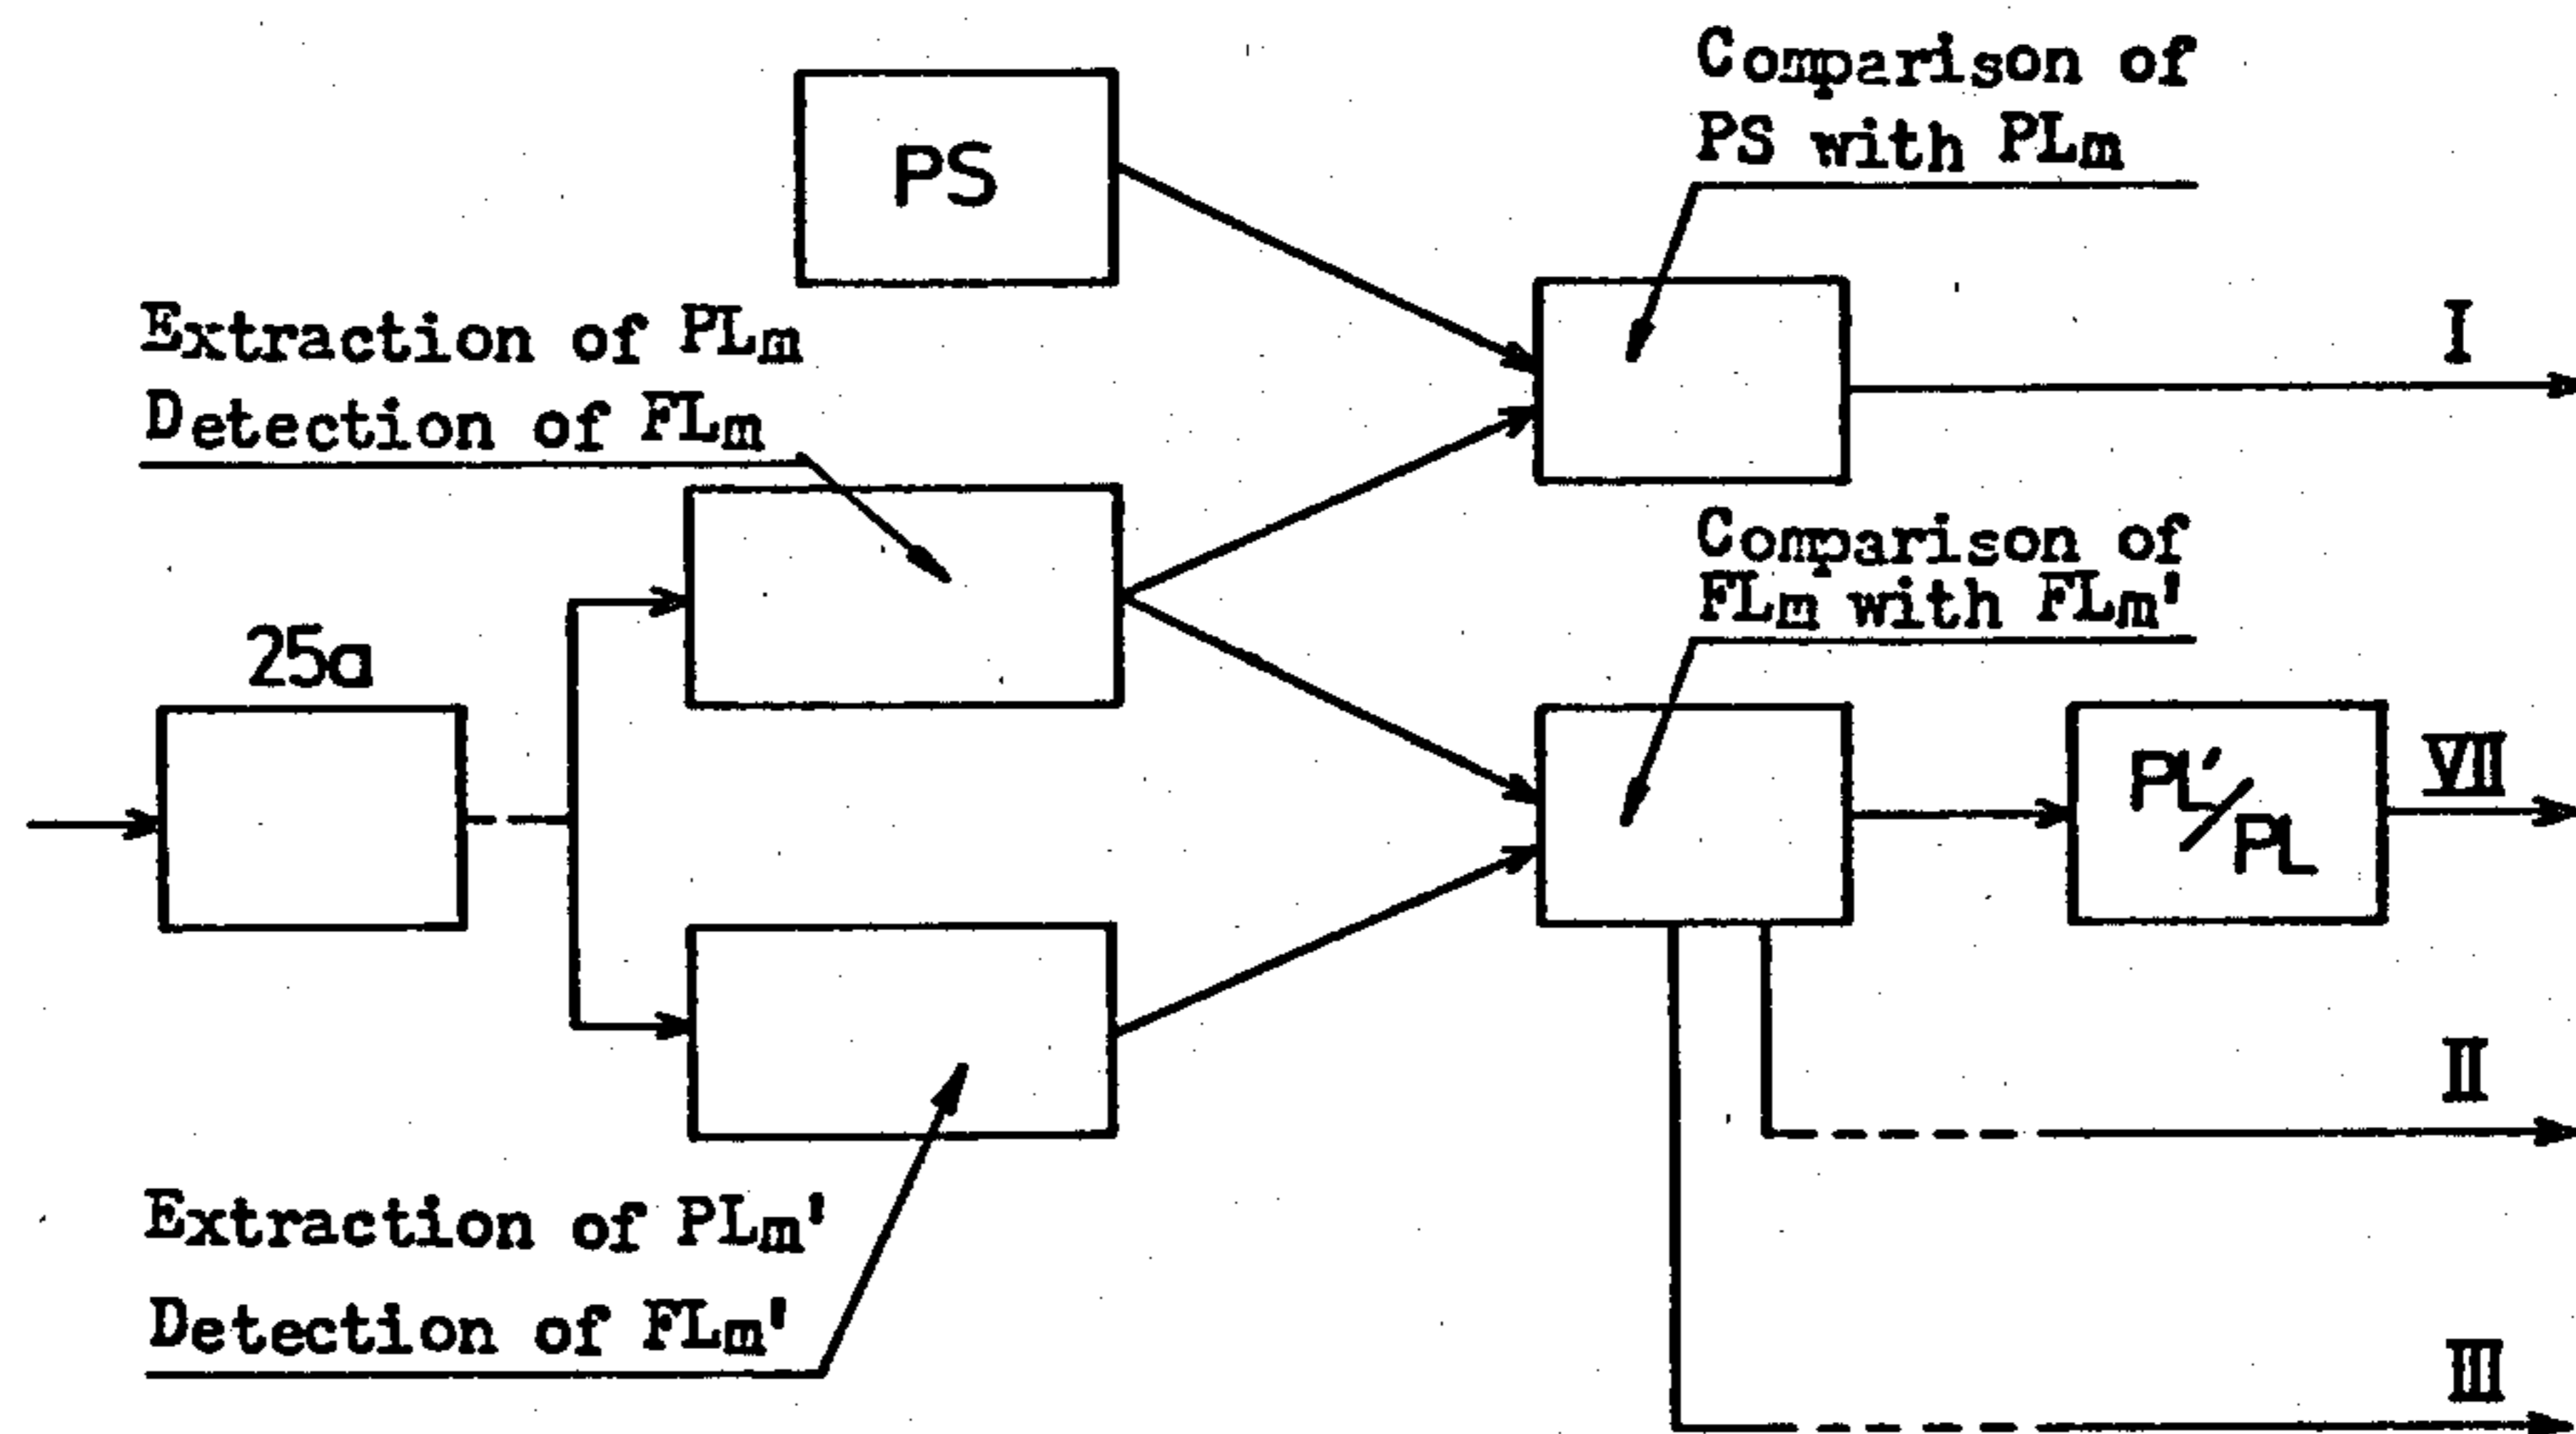 Comparison of
PS with PLm
PS
I
Extraction of PLm
Detection of FLm
Comparison of
FLm with FLm'
25a
PL'/PL
VII
II
Extraction of PLm'
Detection of FLm'
III